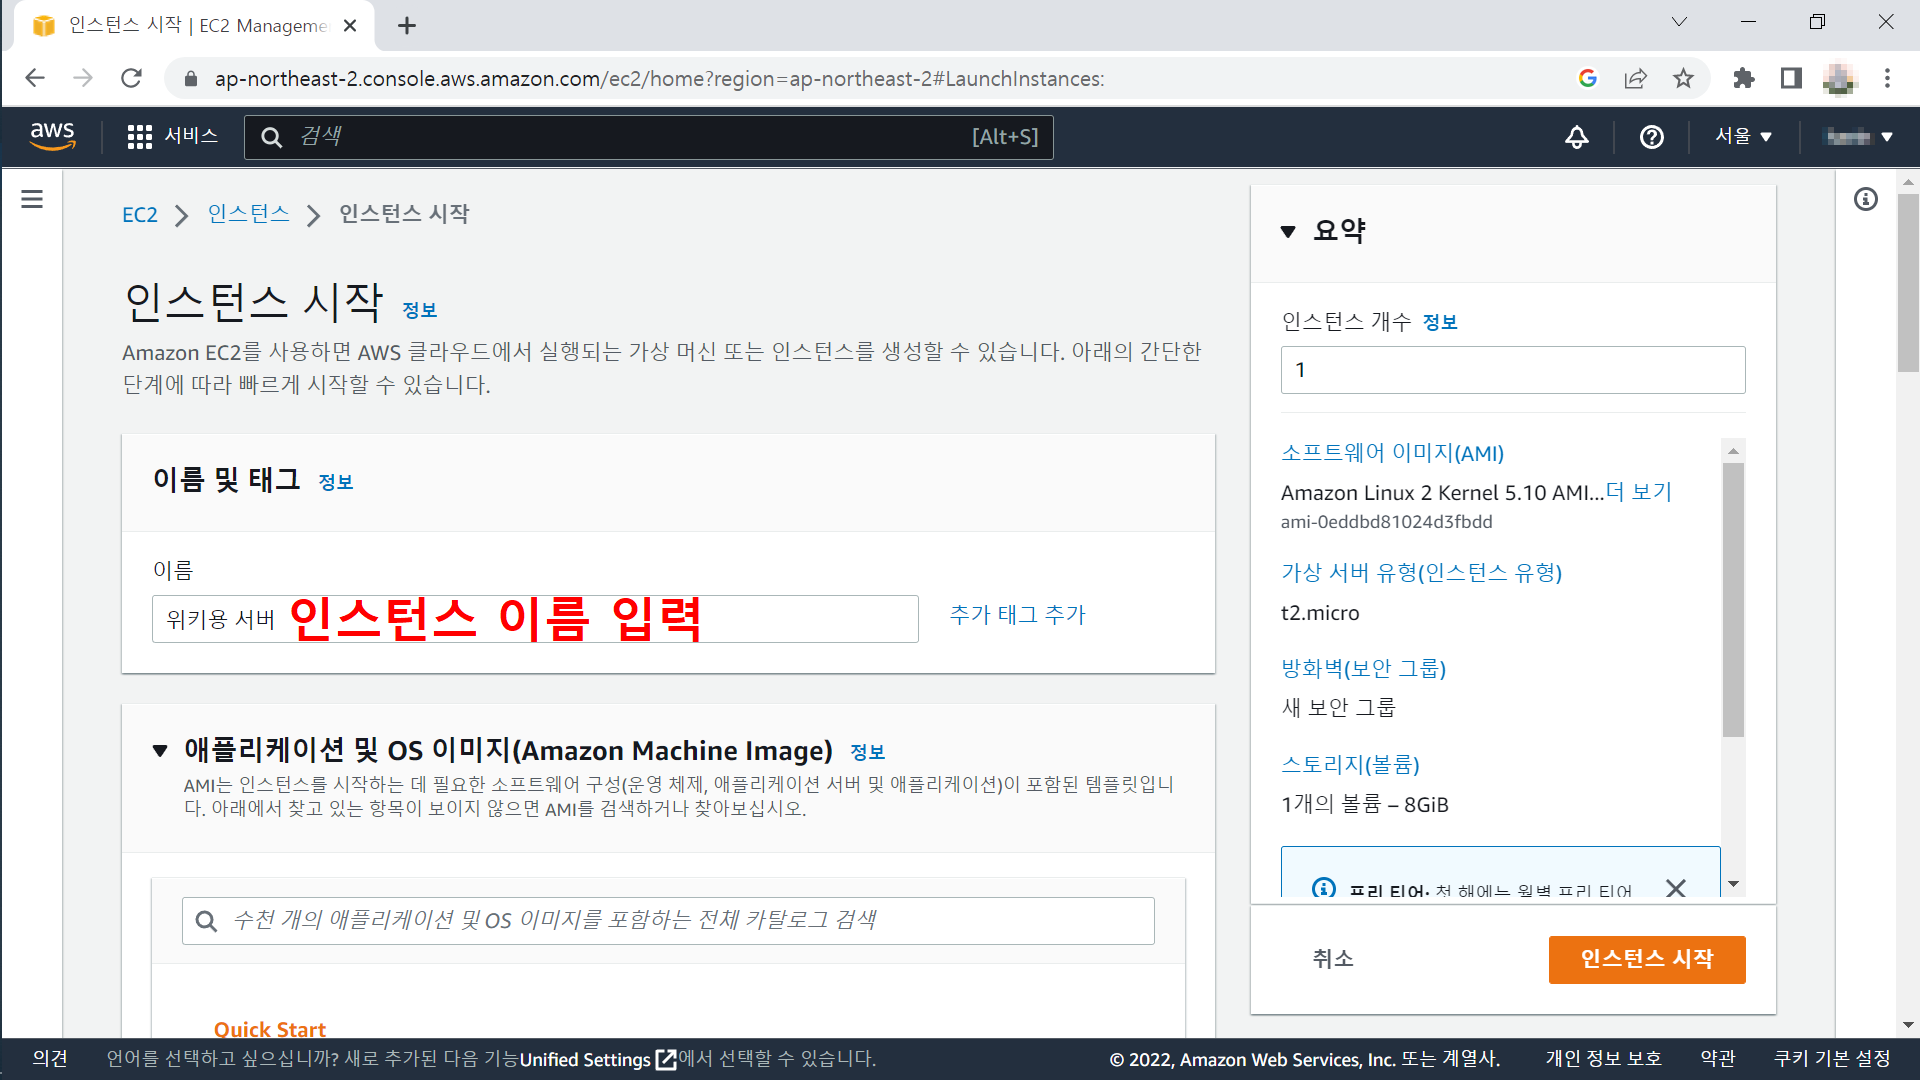 인스턴스 시작 | EC2 Manageme
ap-northeast-2.console.aws.amazon.com/ec2/home?region=ap-northeast-2#LaunchInstances:
aws 서비스 검색 [Alt+S] 서울
EC2 인스턴스 인스턴스 시작
인스턴스 시작 정보
Amazon EC2를 사용하면 AWS 클라우드에서 실행되는 가상 머신 또는 인스턴스를 생성할 수 있습니다. 아래의 간단한
단계에 따라 빠르게 시작할 수 있습니다.
이름 및 태그 정보
이름
위키용 서버 인스턴스 이름 입력 추가 태그 추가
애플리케이션 및 OS 이미지(Amazon Machine Image) 정보
AMI는 인스턴스를 시작하는 데 필요한 소프트웨어 구성(운영 체제, 애플리케이션 서버 및 애플리케이션)이 포함된 템플릿입니
다. 아래에서 찾고 있는 항목이 보이지 않으면 AMI를 검색하거나 찾아보십시오.
수천 개의 애플리케이션 및 OS 이미지를 포함하는 전체 카탈로그 검색
Quick Start
요약
인스턴스 개수 정보
1
소프트웨어 이미지(AMI)
Amazon Linux 2 Kernel 5.10 AMI...더 보기
ami-0eddbd81024d3fbdd
가상 서버 유형(인스턴스 유형)
t2.micro
방화벽(보안 그룹)
새 보안 그룹
스토리지(볼륨)
1개의 볼륨 – 8GiB
프리 티어: 첫 해에는 월별 프리 티어
취소 인스턴스 시작
의견 언어를 선택하고 싶으십니까? 새로 추가된 다음 기능Unified Settings에서 선택할 수 있습니다. © 2022, Amazon Web Services, Inc. 또는 계열사. 개인 정보 보호 약관 쿠키 기본 설정